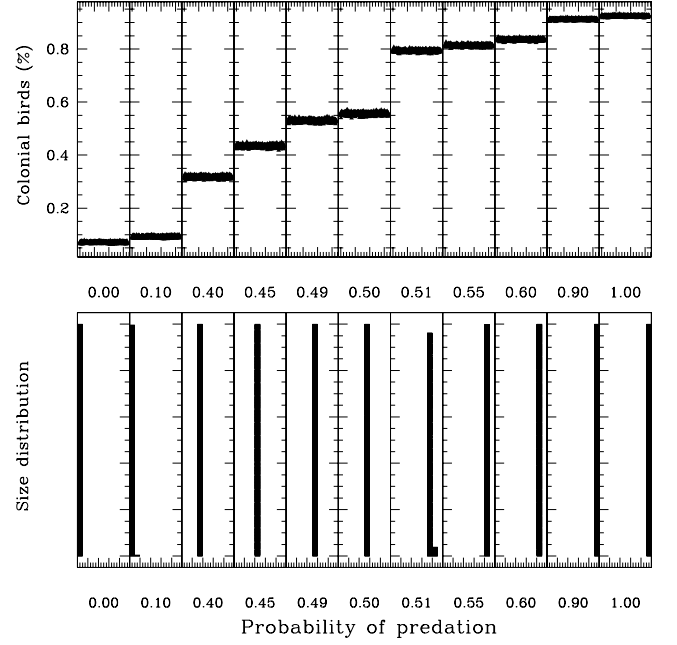 Colonial birds (%)
0.8
0.6
0.4
0.2
0.00 0.10 0.40 0.45 0.49 0.50 0.51 0.55 0.60 0.90 1.00
Size distribution
0.00 0.10 0.40 0.45 0.49 0.50 0.51 0.55 0.60 0.90 1.00
Probability of predation